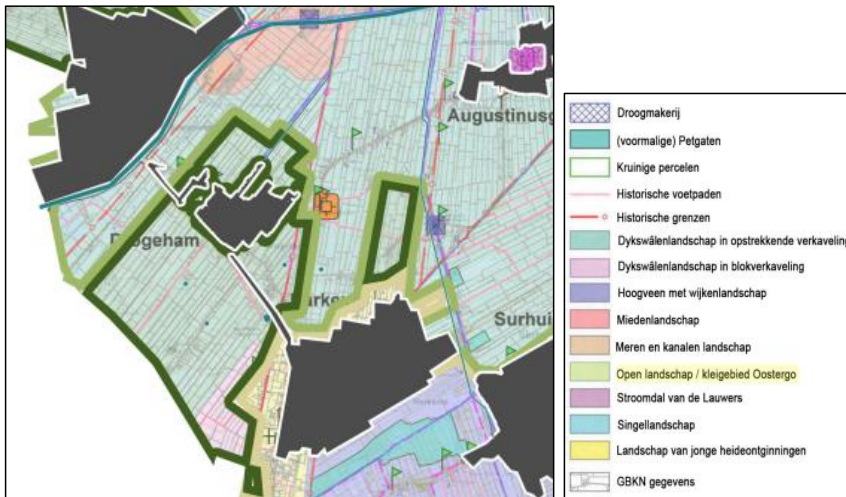 Augustinusg
Drogeham
Surhui
Droogmakerij
(voormalige) Petgaten
Kruinige percelen
Historische voetpaden
Historische grenzen
Dykswâlenlandschap in opstrekkende verkaveling
Dykswâlenlandschap in blokverkaveling
Hoogveen met wijkenlandschap
Miedenlandschap
Meren en kanalen landschap
Open landschap / kleigebied Oostergo
Stroomdal van de Lauwers
Singellandschap
Landschap van jonge heideontginningen
GBKN gegevens